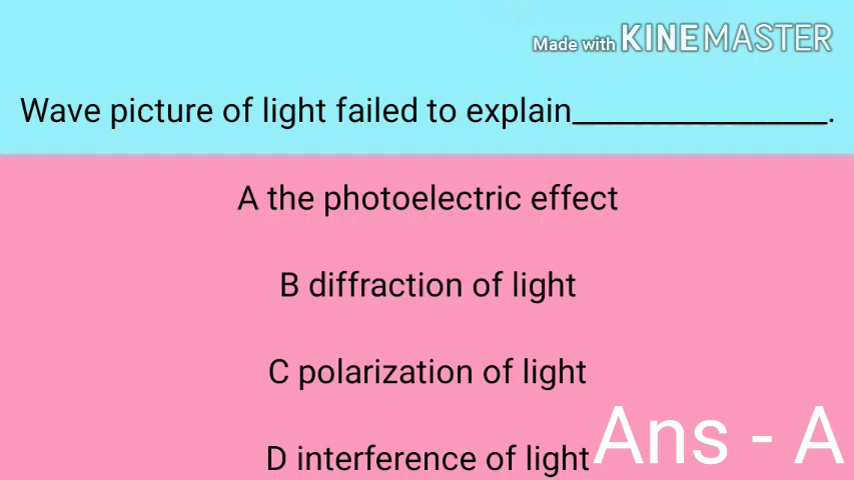 Made with KINEMASTER
Wave picture of light failed to explain_______________.
A the photoelectric effect
B diffraction of light
C polarization of light
D interference of light
Ans - A